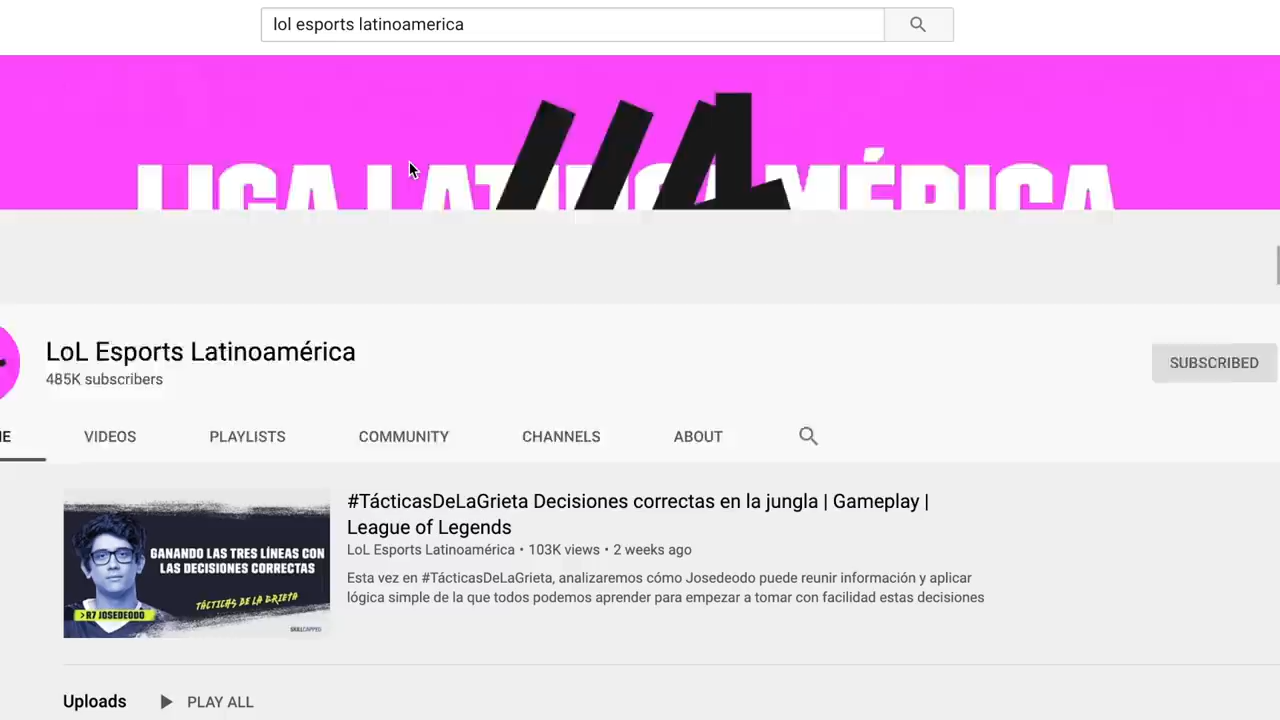 lol esports latinoamerica
LIGA LATINOAMÉRICA
LoL Esports Latinoamérica
485K subscribers
SUBSCRIBED
VIDEOS
PLAYLISTS
COMMUNITY
CHANNELS
ABOUT
#TácticasDeLaGrieta Decisiones correctas en la jungla | Gameplay |
League of Legends
LoL Esports Latinoamérica • 103K views • 2 weeks ago
Esta vez en #TácticasDeLaGrieta, analizaremos cómo Josedeodo puede reunir información y aplicar
lógica simple de la que todos podemos aprender para empezar a tomar con facilidad estas decisiones
GANANDO LAS TRES LÍNEAS CON
LAS DECISIONES CORRECTAS
TÁCTICAS DE LA GRIETA
>R7 JOSEDEODO
SKILLCAPPED
Uploads
PLAY ALL